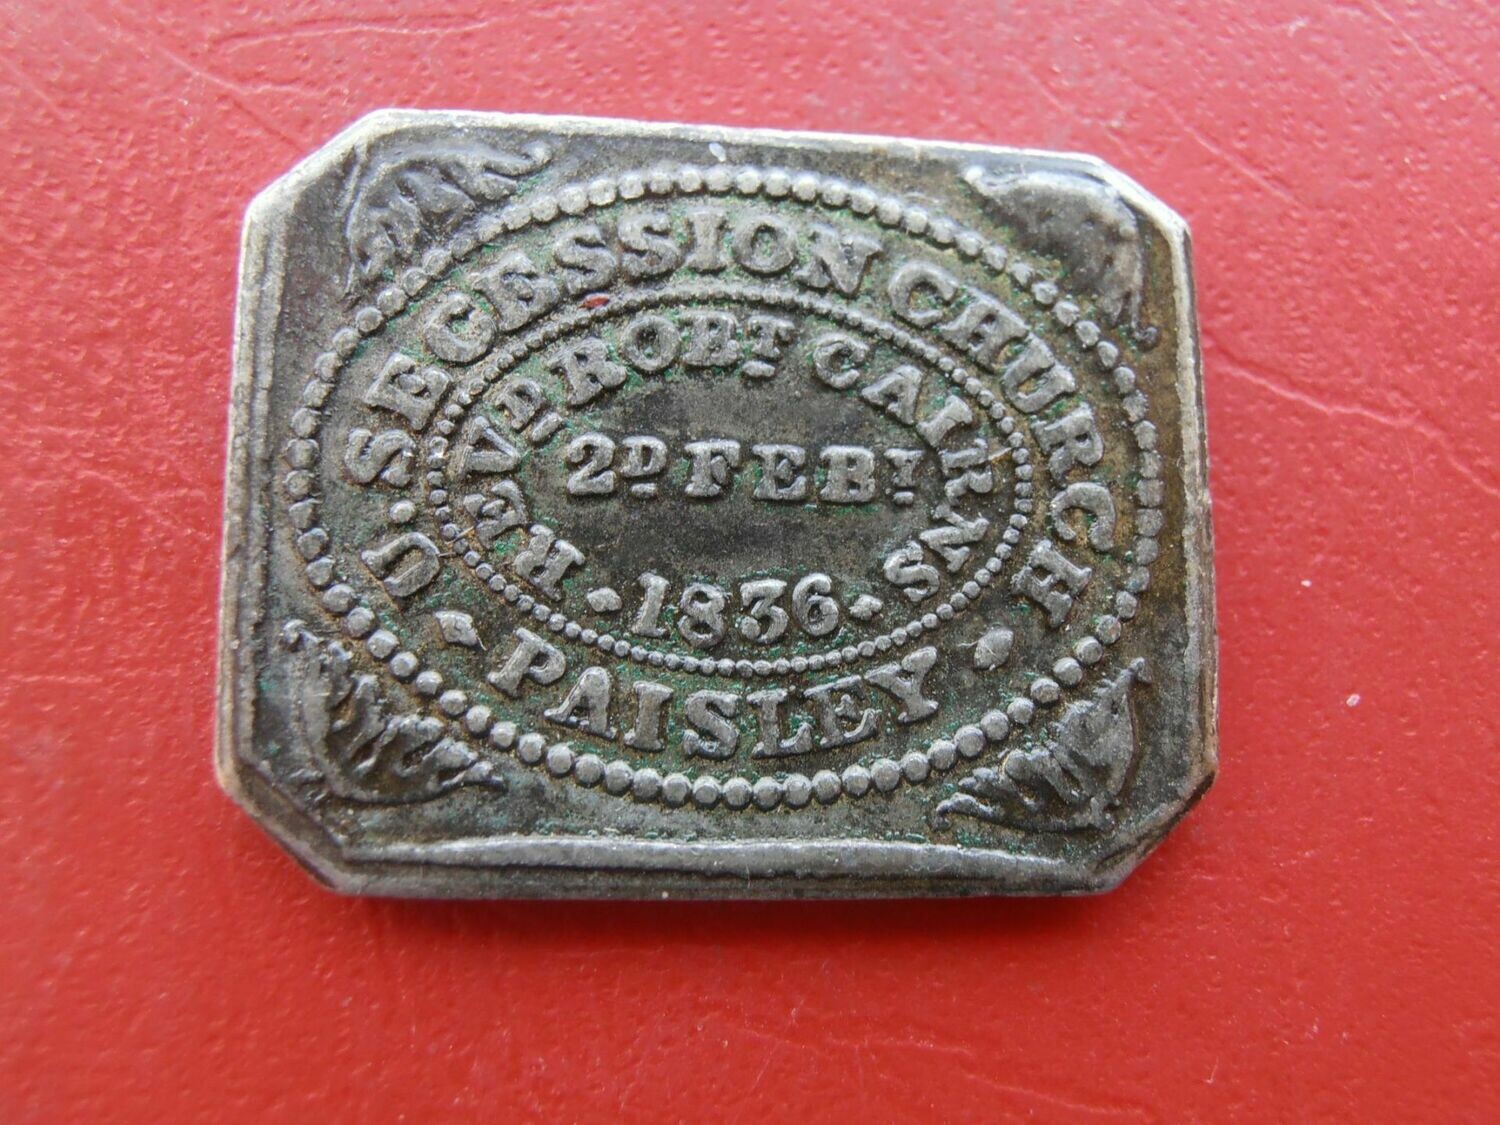 U. SECESSION CHURCH
PAISLEY
REVD ROBT CAIRNS
2D FEBY
1836